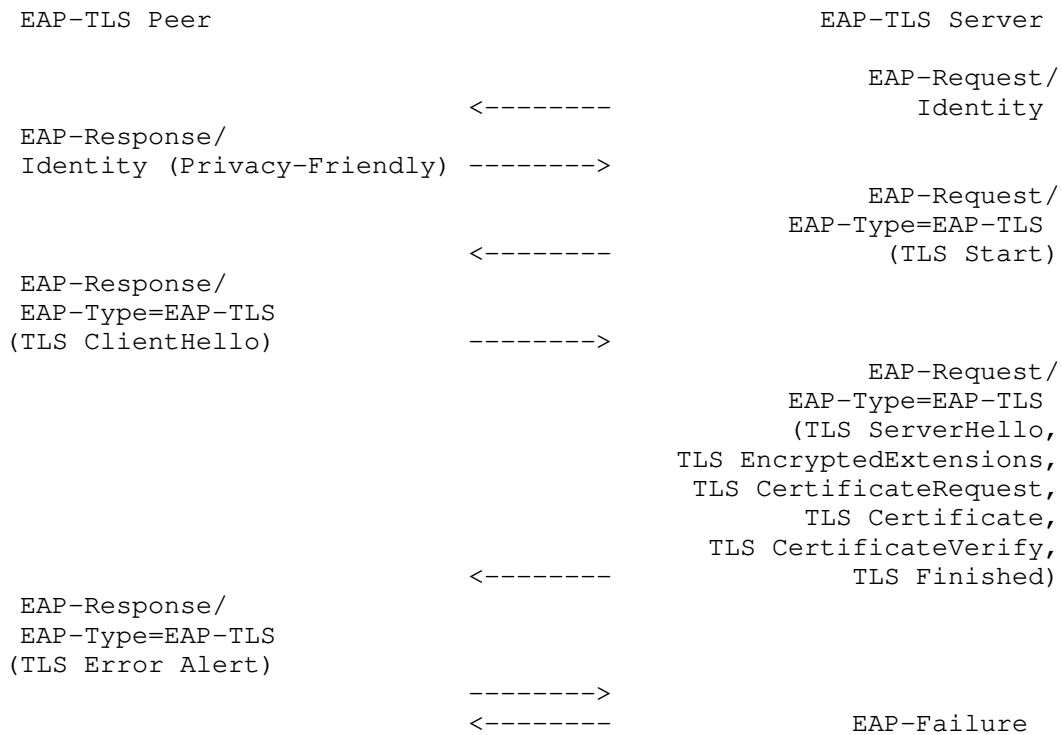 EAP-TLS Peer                                      EAP-TLS Server
EAP-Request/
<-------- Identity
EAP-Response/
Identity (Privacy-Friendly) -------->
EAP-Request/
EAP-Type=EAP-TLS
<-------- (TLS Start)
EAP-Response/
EAP-Type=EAP-TLS
(TLS ClientHello) -------->
EAP-Request/
EAP-Type=EAP-TLS
(TLS ServerHello,
TLS EncryptedExtensions,
TLS CertificateRequest,
TLS Certificate,
TLS CertificateVerify,
<-------- TLS Finished)
EAP-Response/
EAP-Type=EAP-TLS
(TLS Error Alert)
-------->
<-------- EAP-Failure